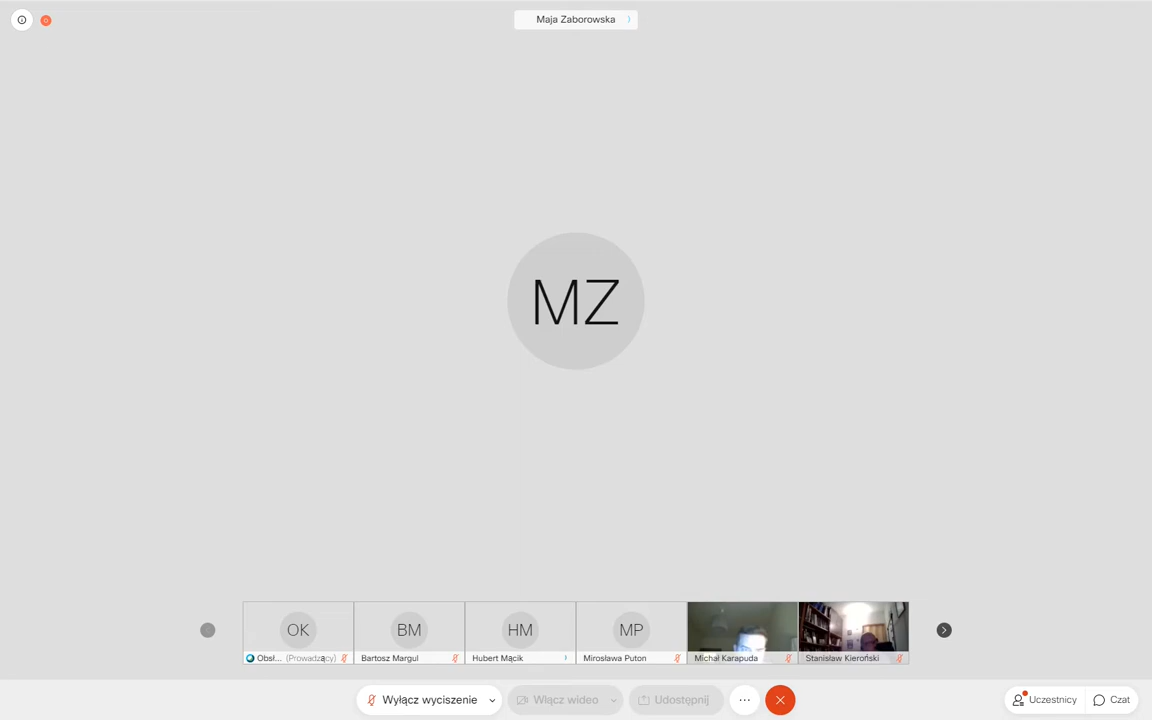 Maja Zaborowska
MZ
OK
BM
HM
MP
Obsł... (Prowadzący)
Bartosz Margul
Hubert Mącik
Mirosława Puton
Michał Karapuda
Stanisław Kieroński
Wyłącz wyciszenie
Włącz wideo
Udostępnij
...
Uczestnicy
Czat